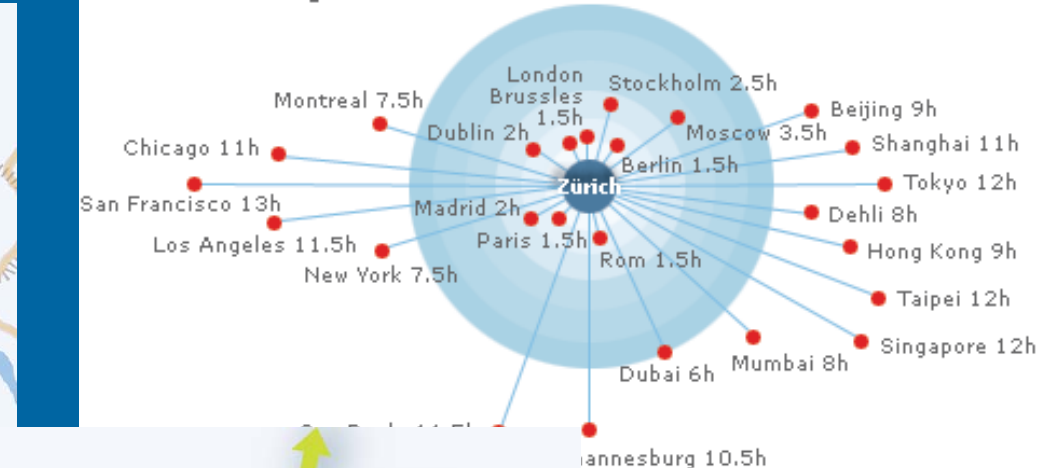 London
Brussles
1.5h
Stockholm 2.5h
Montreal 7.5h
Beijing 9h
Dublin 2h
Moscow 3.5h
Shanghai 11h
Chicago 11h
Berlin 1.5h
Zürich
Tokyo 12h
San Francisco 13h
Madrid 2h
Dehli 8h
Los Angeles 11.5h
Paris 1.5h
Hong Kong 9h
Rom 1.5h
New York 7.5h
Taipei 12h
Singapore 12h
Mumbai 8h
Dubai 6h
annesburg 10.5h